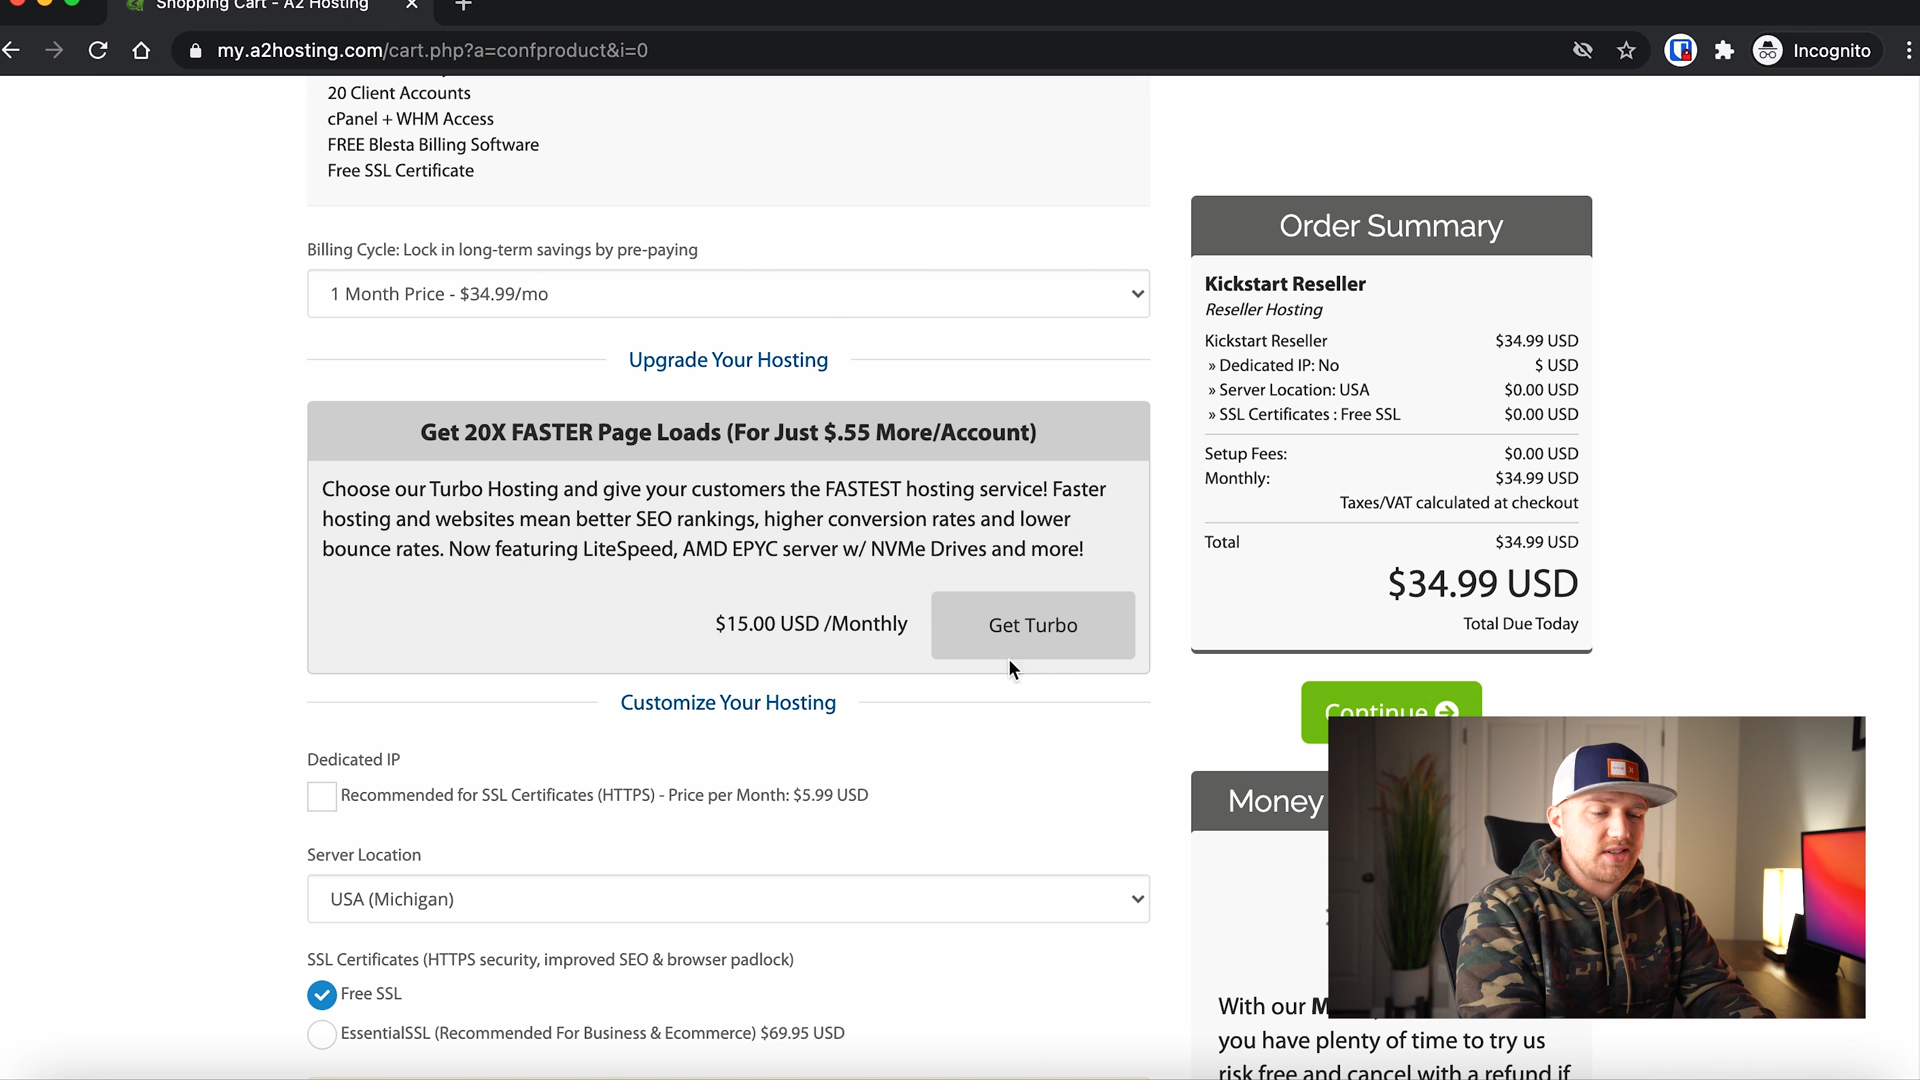 Shopping Cart - A2 Hosting
my.a2hosting.com/cart.php?a=confproduct&i=0
Incognito
20 Client Accounts
cPanel + WHM Access
FREE Blesta Billing Software
Free SSL Certificate
Billing Cycle: Lock in long-term savings by pre-paying
1 Month Price - $34.99/mo
Upgrade Your Hosting
Get 20X FASTER Page Loads (For Just $.55 More/Account)
Choose our Turbo Hosting and give your customers the FASTEST hosting service! Faster
hosting and websites mean better SEO rankings, higher conversion rates and lower
bounce rates. Now featuring LiteSpeed, AMD EPYC server w/ NVMe Drives and more!
$15.00 USD /Monthly
Get Turbo
Customize Your Hosting
Dedicated IP
Recommended for SSL Certificates (HTTPS) - Price per Month: $5.99 USD
Server Location
USA (Michigan)
SSL Certificates (HTTPS security, improved SEO & browser padlock)
Free SSL
EssentialSSL (Recommended For Business & Ecommerce) $69.95 USD
Order Summary
Kickstart Reseller
Reseller Hosting
Kickstart Reseller $34.99 USD
» Dedicated IP: No $ USD
» Server Location: USA $0.00 USD
» SSL Certificates : Free SSL $0.00 USD
Setup Fees: $0.00 USD
Monthly: $34.99 USD
Taxes/VAT calculated at checkout
Total $34.99 USD
$34.99 USD
Total Due Today
Continue
Money
With our
you have plenty of time to try us
risk free and cancel with a refund if